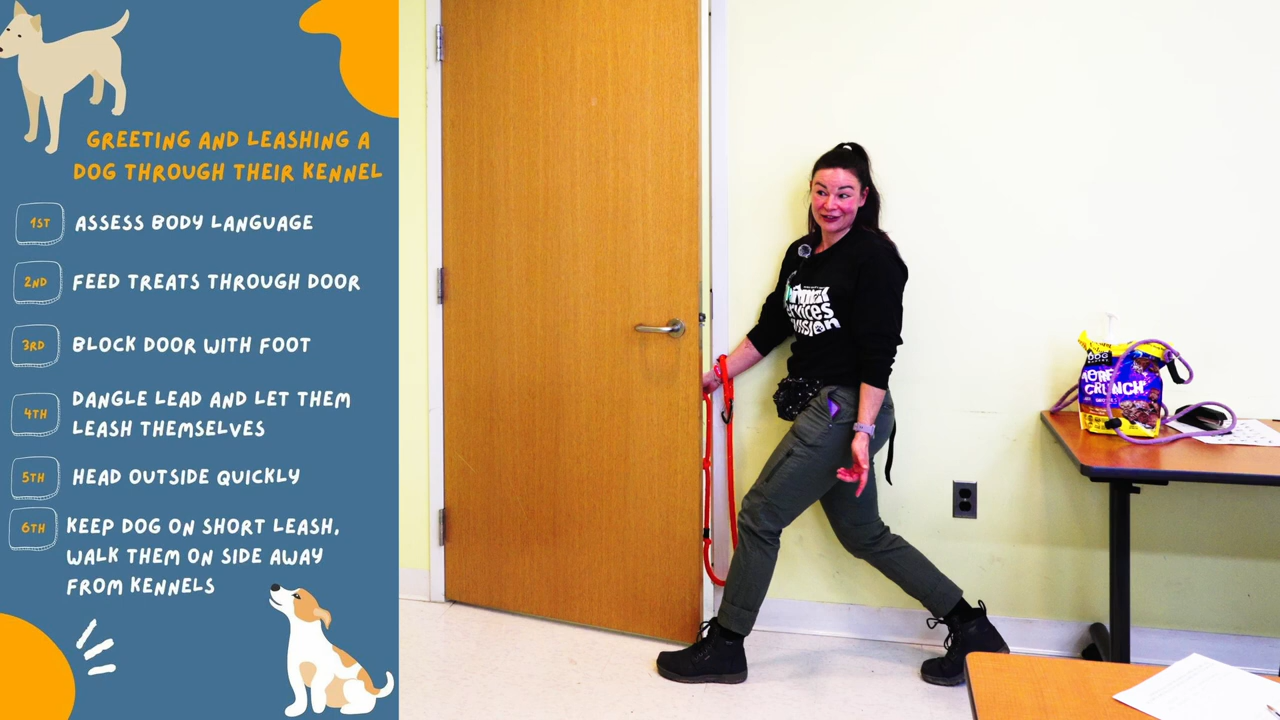 GREETING AND LEASHING A
DOG THROUGH THEIR KENNEL
1ST ASSESS BODY LANGUAGE
2ND FEED TREATS THROUGH DOOR
3RD BLOCK DOOR WITH FOOT
4TH DANGLE LEAD AND LET THEM
LEASH THEMSELVES
5TH HEAD OUTSIDE QUICKLY
6TH KEEP DOG ON SHORT LEASH,
WALK THEM ON SIDE AWAY
FROM KENNELS
DOG